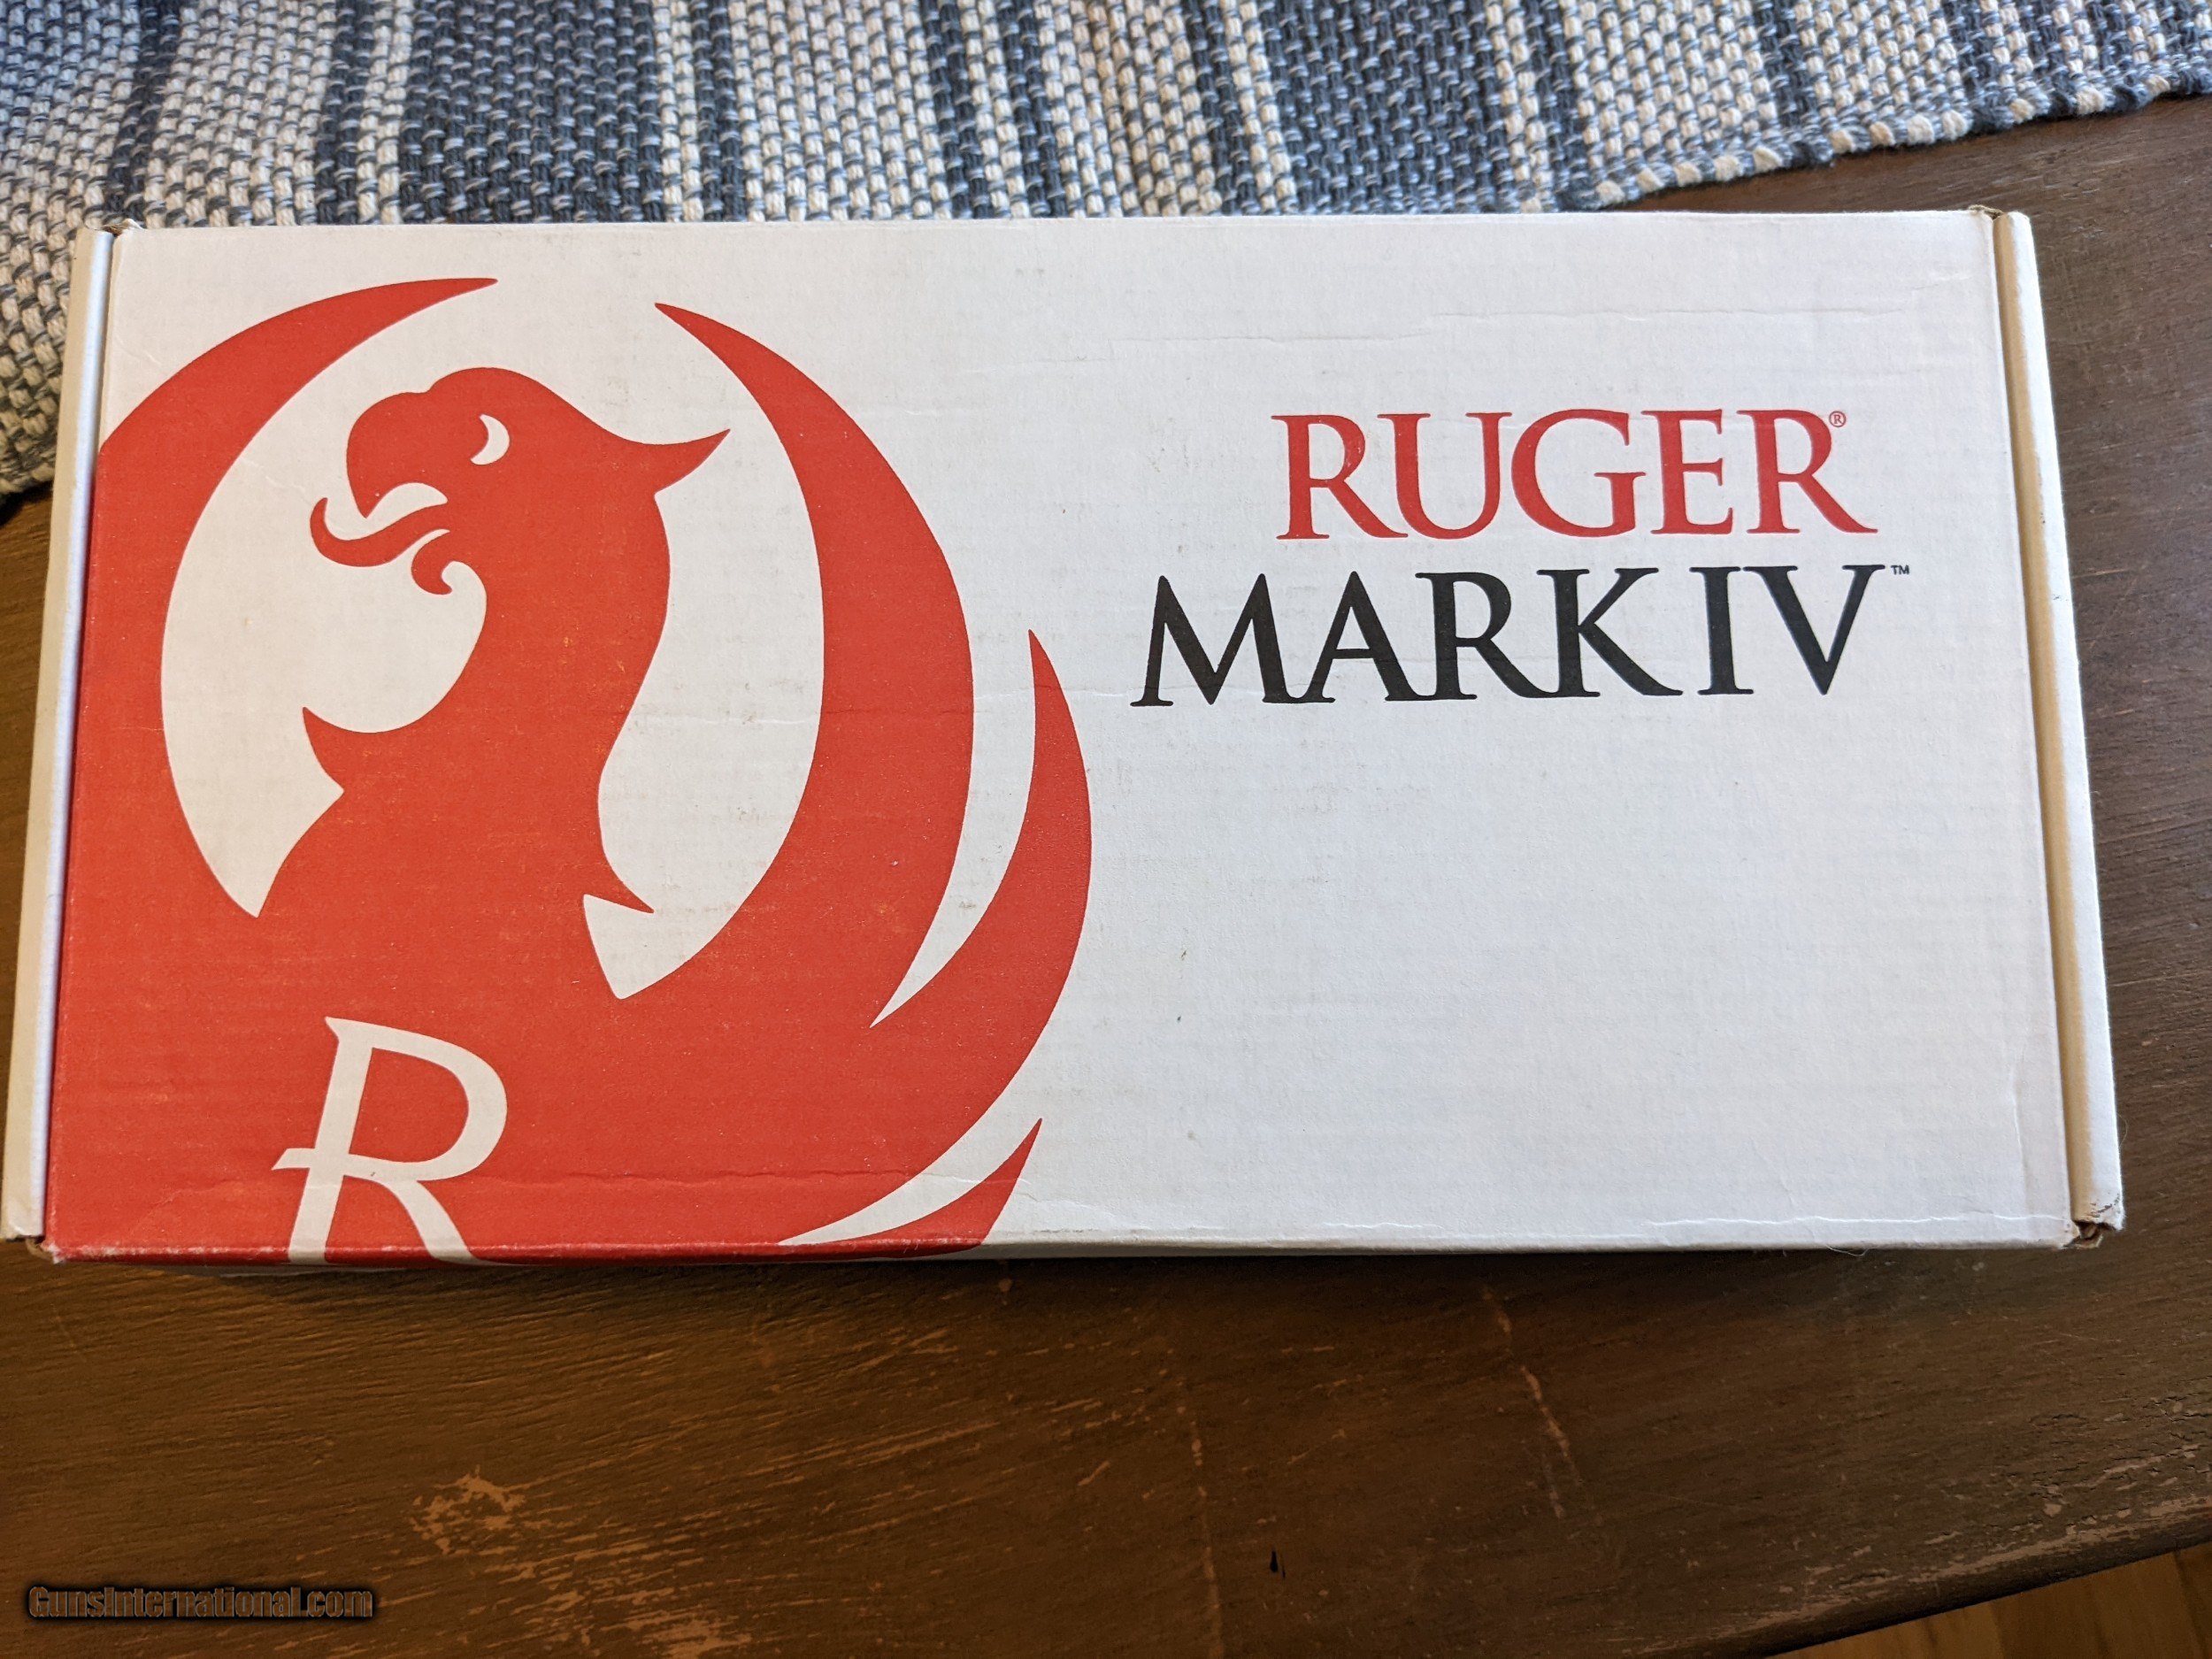 RUGER®
MARK IV™
R
GunsInternational.com